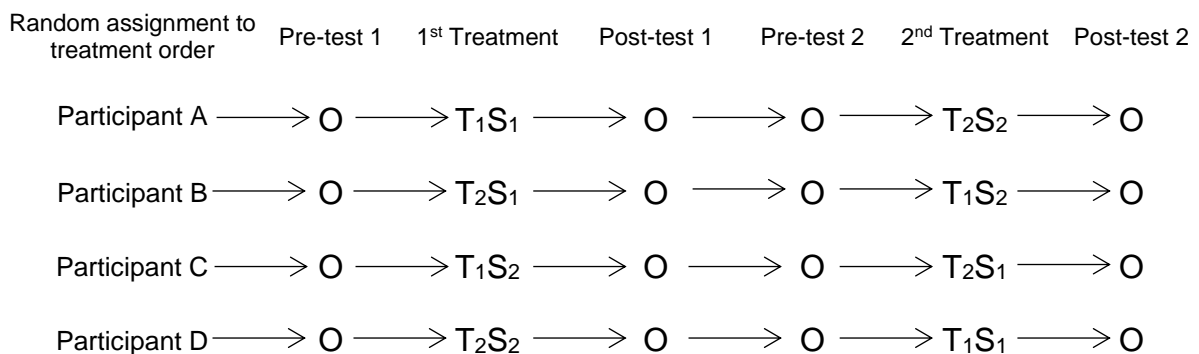 Random assignment to
treatment order Pre-test 1 1st Treatment Post-test 1 Pre-test 2 2nd Treatment Post-test 2
Participant A O T1S1 O O T2S2 O
Participant B O T2S1 O O T1S2 O
Participant C O T1S2 O O T2S1 O
Participant D O T2S2 O O T1S1 O